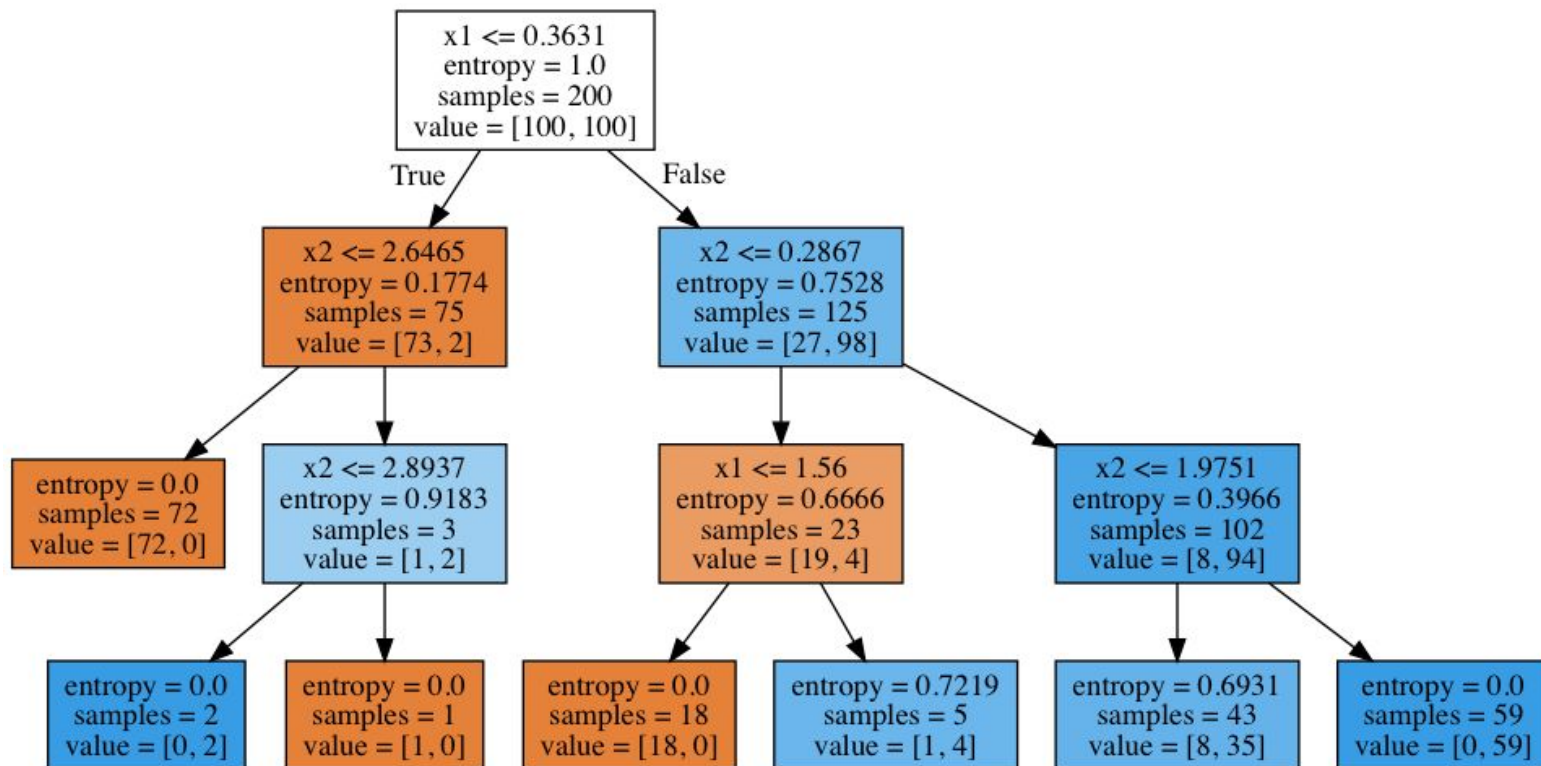 x1 <= 0.3631
entropy = 1.0
samples = 200
value = [100, 100]
True
False
x2 <= 2.6465
entropy = 0.1774
samples = 75
value = [73, 2]
x2 <= 0.2867
entropy = 0.7528
samples = 125
value = [27, 98]
entropy = 0.0
samples = 72
value = [72, 0]
x2 <= 2.8937
entropy = 0.9183
samples = 3
value = [1, 2]
x1 <= 1.56
entropy = 0.6666
samples = 23
value = [19, 4]
x2 <= 1.9751
entropy = 0.3966
samples = 102
value = [8, 94]
entropy = 0.0
samples = 2
value = [0, 2]
entropy = 0.0
samples = 1
value = [1, 0]
entropy = 0.0
samples = 18
value = [18, 0]
entropy = 0.7219
samples = 5
value = [1, 4]
entropy = 0.6931
samples = 43
value = [8, 35]
entropy = 0.0
samples = 59
value = [0, 59]